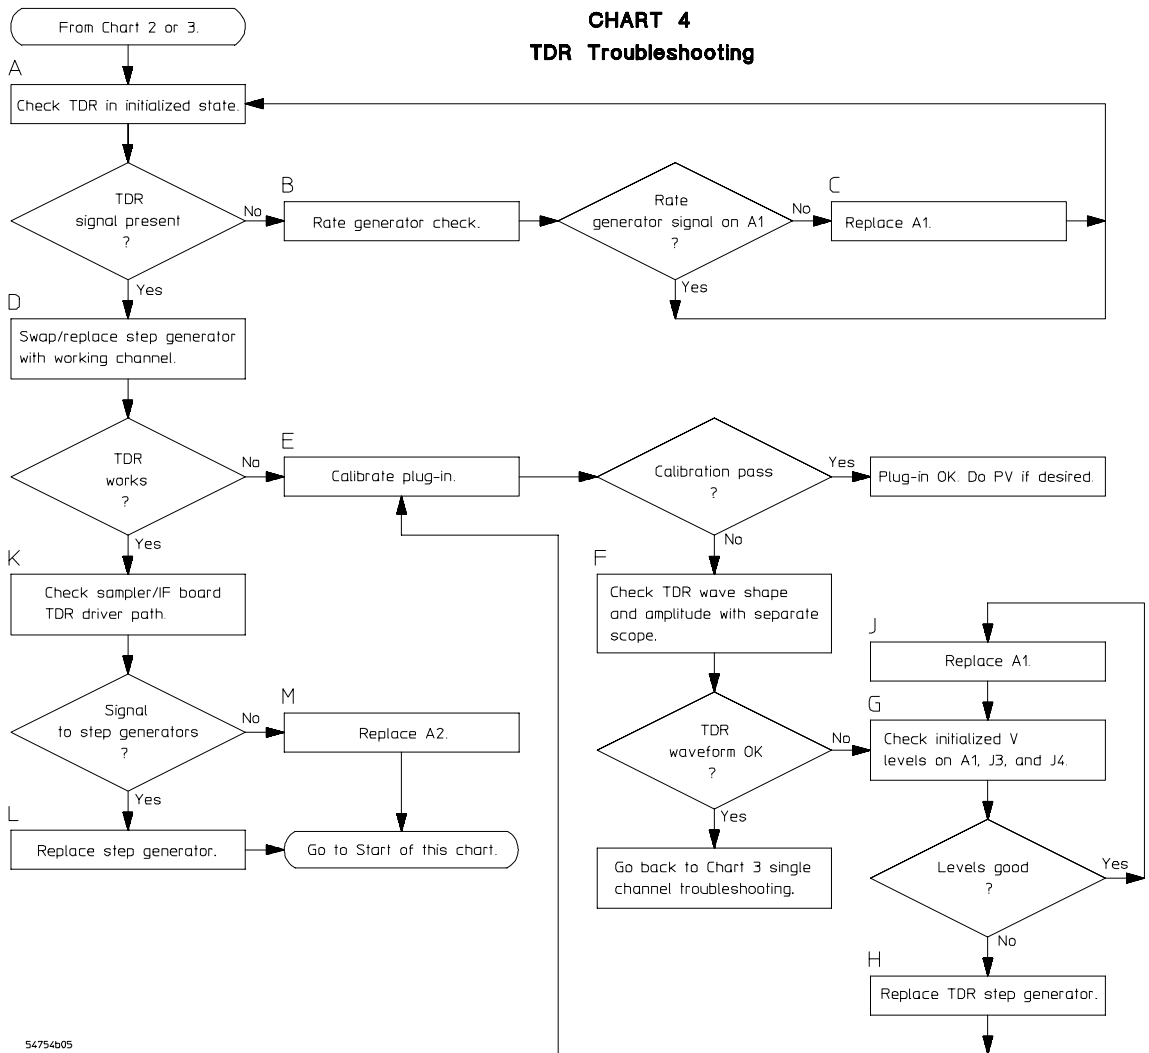 CHART 4
TDR Troubleshooting
From Chart 2 or 3.
A
Check TDR in initialized state.
TDR
signal present
?
No
B
Rate generator check.
Rate
generator signal on A1
?
No
C
Replace A1.
Yes
Yes
D
Swap/replace step generator
with working channel.
TDR
works
?
No
E
Calibrate plug-in.
Calibration pass
?
Yes
Plug-in OK. Do PV if desired.
No
Yes
K
Check sampler/IF board
TDR driver path.
F
Check TDR wave shape
and amplitude with separate
scope.
J
Replace A1.
Signal
to step generators
?
No
M
Replace A2.
TDR
waveform OK
?
No
G
Check initialized V
levels on A1, J3, and J4.
Yes
L
Replace step generator.
Go to Start of this chart.
Yes
Go back to Chart 3 single
channel troubleshooting.
Levels good
?
Yes
No
H
Replace TDR step generator.
54754b05